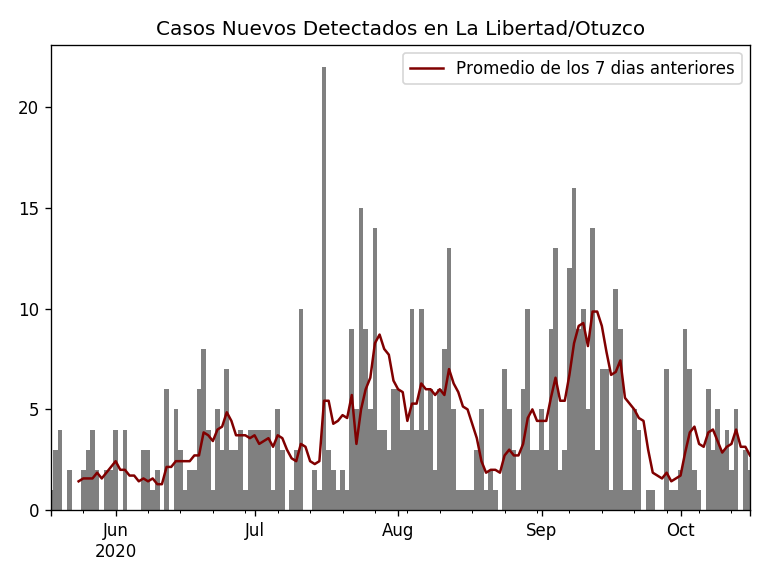 Casos Nuevos Detectados en La Libertad/Otuzco
Promedio de los 7 dias anteriores
20
15
10
5
0
Jun
2020
Jul
Aug
Sep
Oct